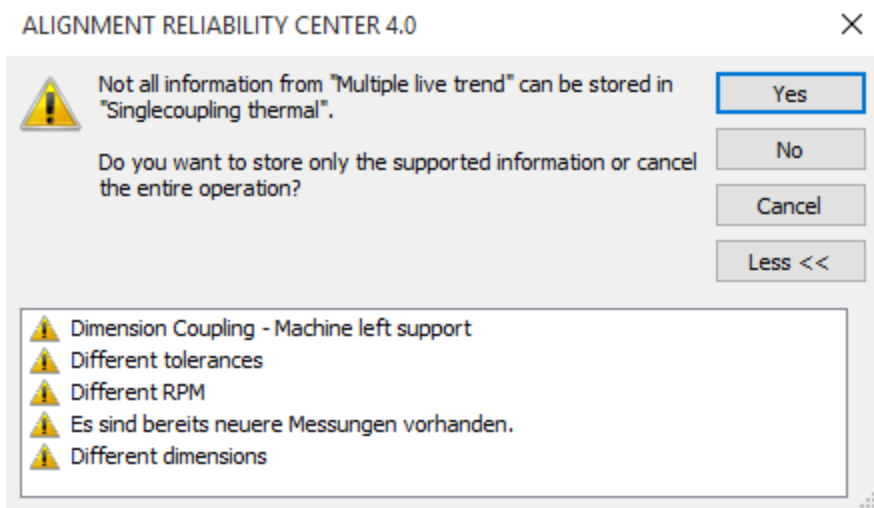 ALIGNMENT RELIABILITY CENTER 4.0
Not all information from "Multiple live trend" can be stored in
"Singlecoupling thermal".
Do you want to store only the supported information or cancel
the entire operation?
Yes
No
Cancel
Less <<
Dimension Coupling - Machine left support
Different tolerances
Different RPM
Es sind bereits neuere Messungen vorhanden.
Different dimensions